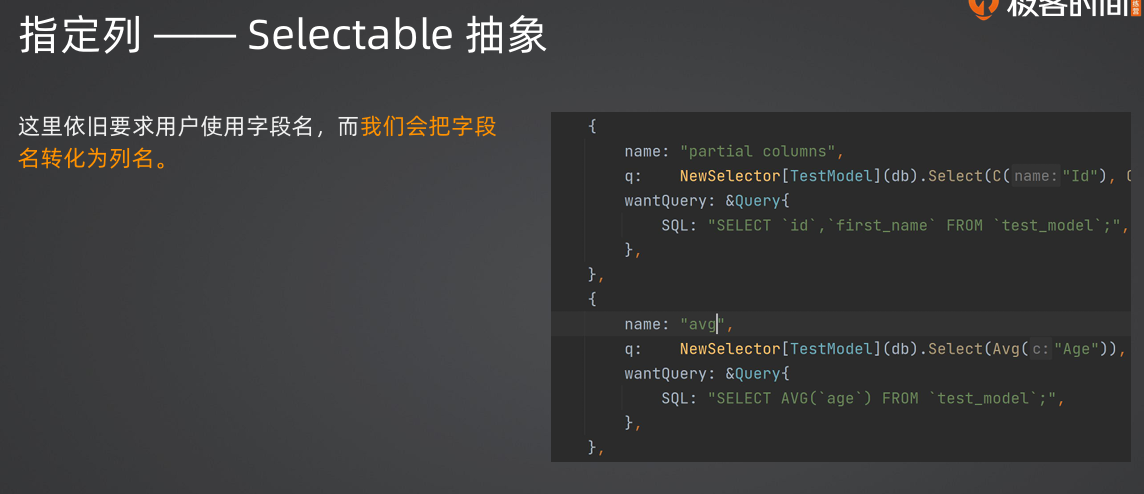 极客时间
指定列 —— Selectable 抽象
这里依旧要求用户使用字段名，而我们会把字段
名转化为列名。
{
name: "partial columns",
q: NewSelector[TestModel](db).Select(C( name: "Id"),
wantQuery: &Query{
SQL: "SELECT `id`,`first_name` FROM `test_model`;",
},
},
{
name: "avg",
q: NewSelector[TestModel](db).Select(Avg( c: "Age")),
wantQuery: &Query{
SQL: "SELECT AVG(`age`) FROM `test_model`;",
},
},